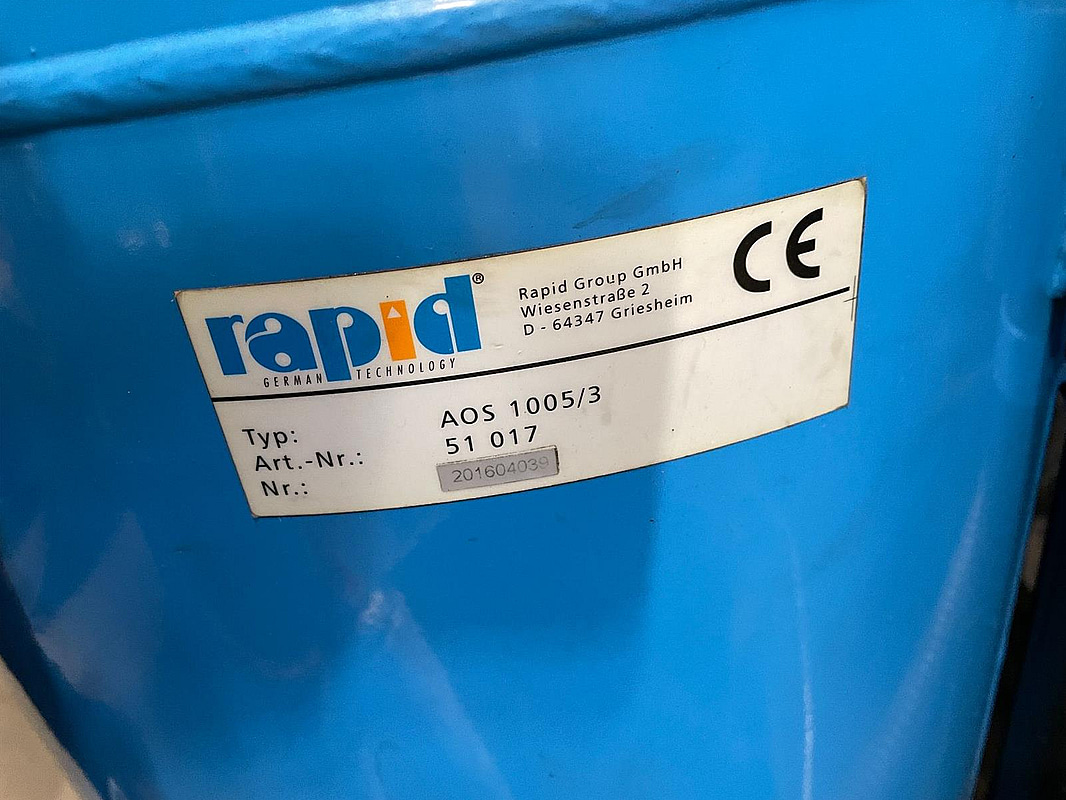 rapid®
GERMAN TECHNOLOGY
Rapid Group GmbH
Wiesenstraße 2
D - 64347 Griesheim
CE
Typ: AOS 1005/3
Art.-Nr.: 51 017
Nr.: 201604039